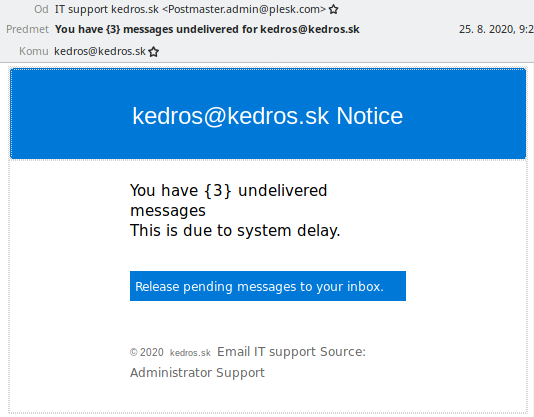 Od IT support kedros.sk <Postmaster.admin@plesk.com>
Predmet You have {3} messages undelivered for kedros@kedros.sk 25. 8. 2020, 9:2
Komu kedros@kedros.sk
kedros@kedros.sk Notice
You have {3} undelivered
messages
This is due to system delay.
Release pending messages to your inbox.
© 2020 kedros.sk Email IT support Source:
Administrator Support